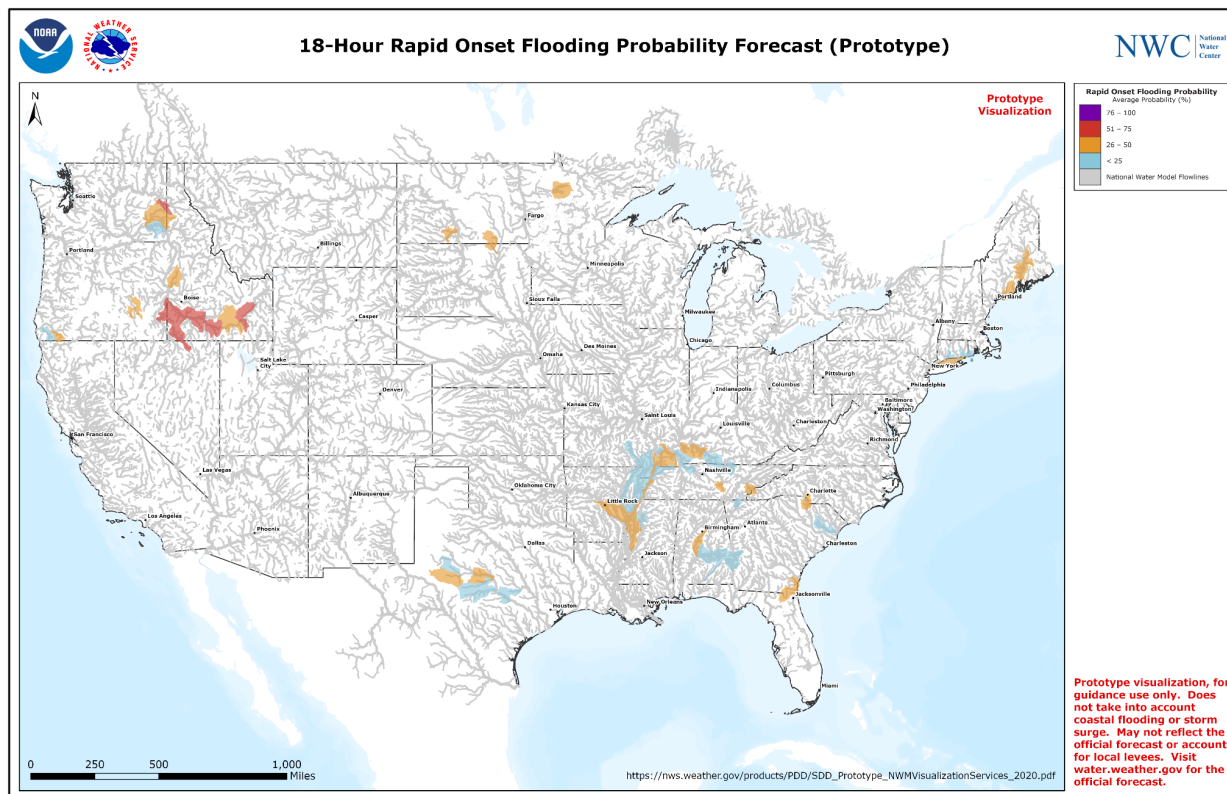 NOAA
NATIONAL WEATHER SERVICE
18-Hour Rapid Onset Flooding Probability Forecast (Prototype)
NWC National
Water
Center
N
Prototype
Visualization
Rapid Onset Flooding Probability
Average Probability (%)
76 – 100
51 – 75
26 – 50
< 25
National Water Model Flowlines
Seattle
Portland
Billings
Fargo
Minneapolis
Boise
Casper
Sioux Falls
Milwaukee
Chicago
Albany
Portland
Boston
Salt Lake
City
Omaha
Des Moines
New York
Pittsburgh
Philadelphia
Denver
Indianapolis
Columbus
Baltimore
Washington
Kansas City
Saint Louis
Louisville
Charleston
Richmond
San Francisco
Las Vegas
Nashville
Albuquerque
Oklahoma City
Little Rock
Charlotte
Los Angeles
Phoenix
Birmingham
Atlanta
Dallas
Jackson
Charleston
Houston
New Orleans
Jacksonville
Miami
0 250 500 1,000
Miles
https://nws.weather.gov/products/PDD/SDD_Prototype_NWMVisualizationServices_2020.pdf
Prototype visualization, for
guidance use only. Does
not take into account
coastal flooding or storm
surge. May not reflect the
official forecast or account
for local levees. Visit
water.weather.gov for the
official forecast.